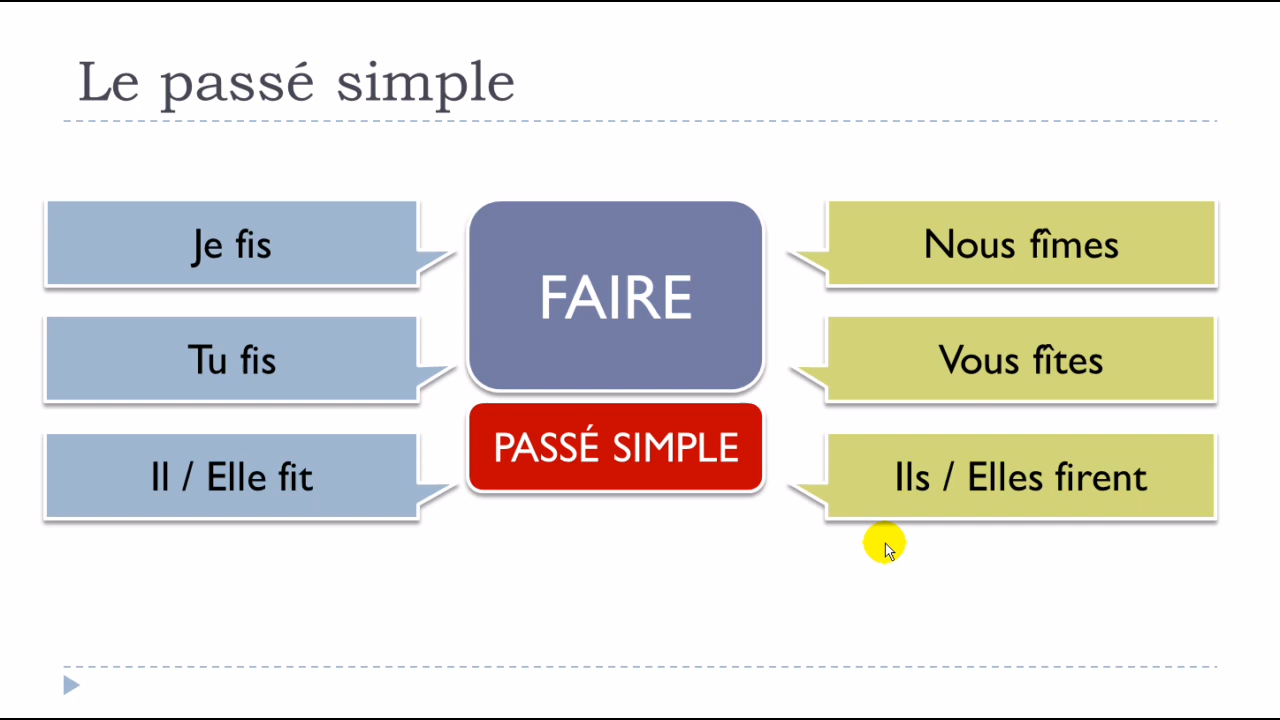 Le passé simple
Je fis
Tu fis
Il / Elle fit
FAIRE
PASSÉ SIMPLE
Nous fîmes
Vous fîtes
Ils / Elles firent